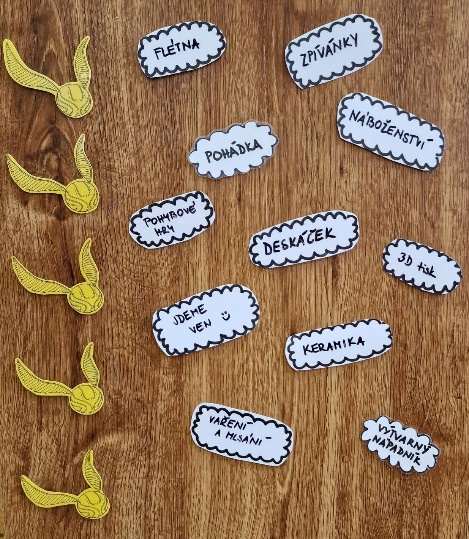 FLÉTNA
ZPÍVÁNKY
NÁBOŽENSTVÍ
POHÁDKA
POHYBOVÉ
HRY
DESKÁČEK
3D tisk
JDEME
VEN
KERAMIKA
VAŘENÍ
A MLSÁNÍ
VÝTVARNÝ
NÁPADNÍK